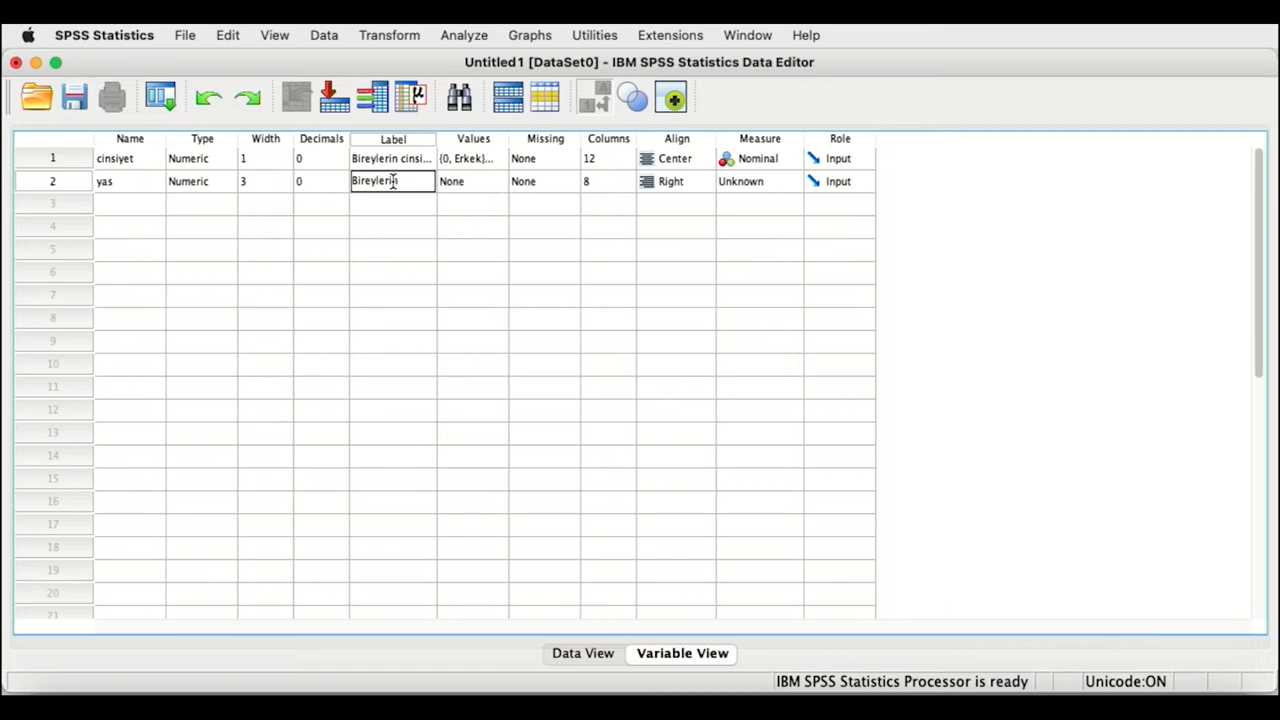 SPSS Statistics File Edit View Data Transform Analyze Graphs Utilities Extensions Window Help
Untitled1 [DataSet0] - IBM SPSS Statistics Data Editor
Name Type Width Decimals Label Values Missing Columns Align Measure Role
1 cinsiyet Numeric 1 0 Bireylerin cinsi... {0, Erkek}... None 12 Center Nominal Input
2 yas Numeric 3 0 Bireylerin None None 8 Right Unknown Input
3
4
5
6
7
8
9
10
11
12
13
14
15
16
17
18
19
20
21
Data View Variable View
IBM SPSS Statistics Processor is ready Unicode:ON